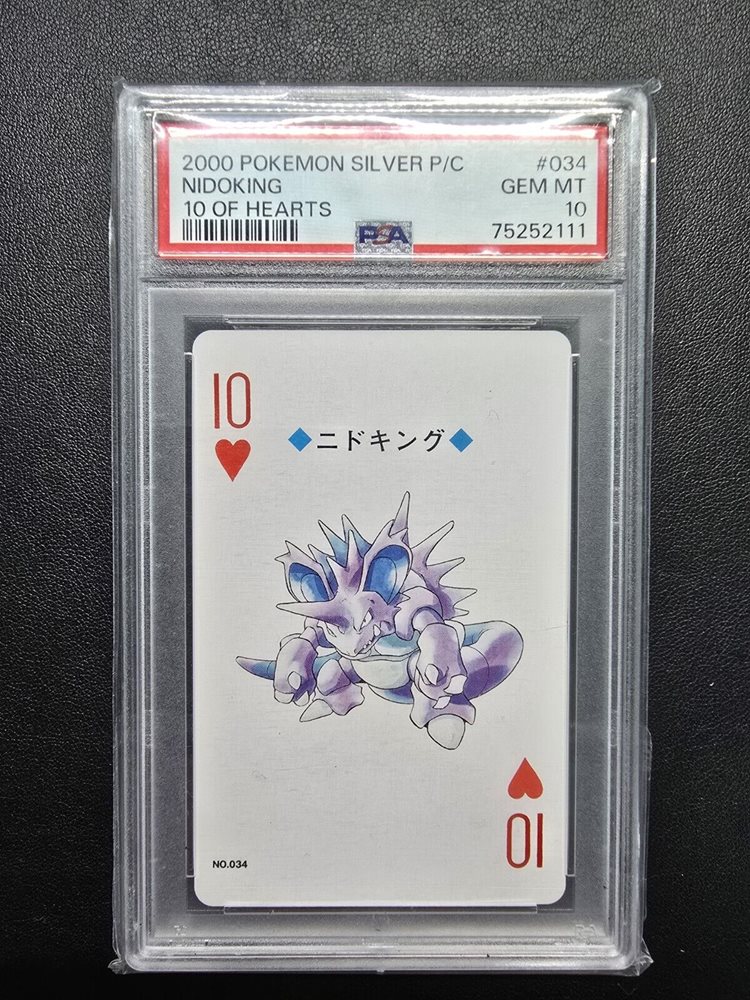 2000 POKEMON SILVER P/C #034
NIDOKING GEM MT
10 OF HEARTS 10
PSA 75252111
10
◆ニドキング◆
10
NO.034